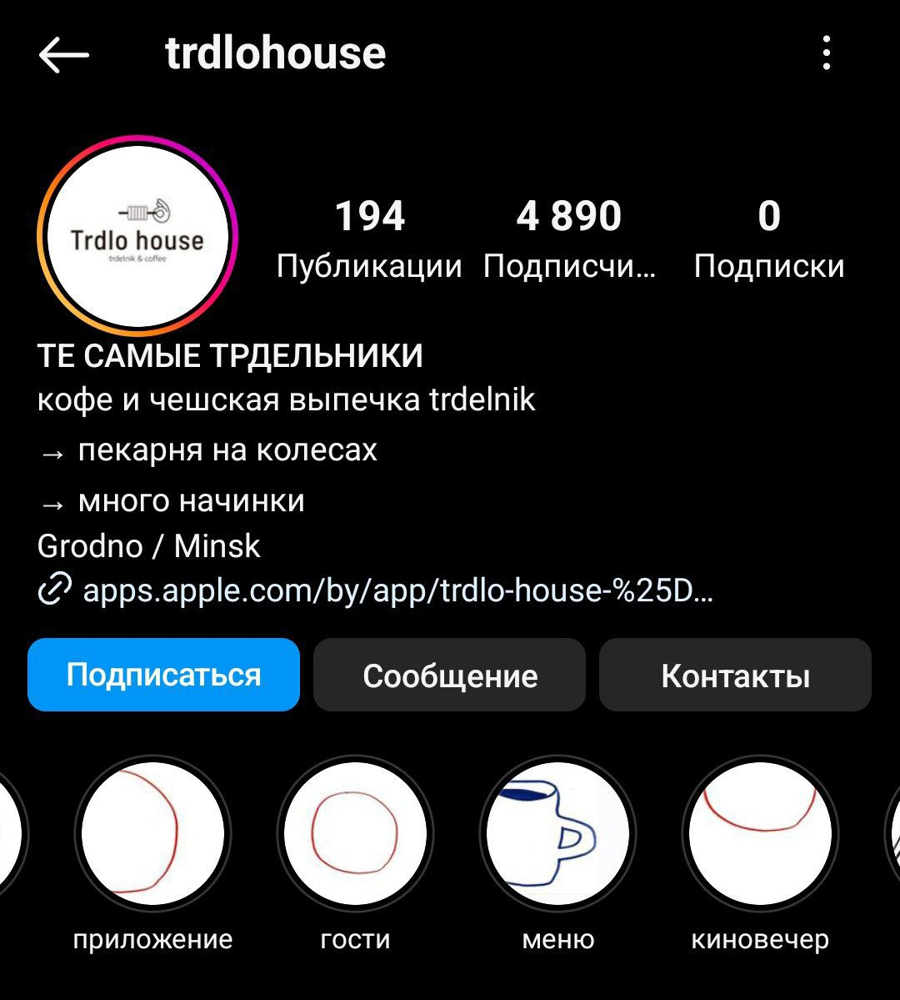 trdlohouse
Trdlo house
trdelnik & coffee
194
4 890
0
Публикации
Подписчи...
Подписки
ТЕ САМЫЕ ТРДЕЛЬНИКИ
кофе и чешская выпечка trdelnik
→ пекарня на колесах
→ много начинки
Grodno / Minsk
apps.apple.com/by/app/trdlo-house-%25D...
Подписаться
Сообщение
Контакты
приложение
гости
меню
киновечер